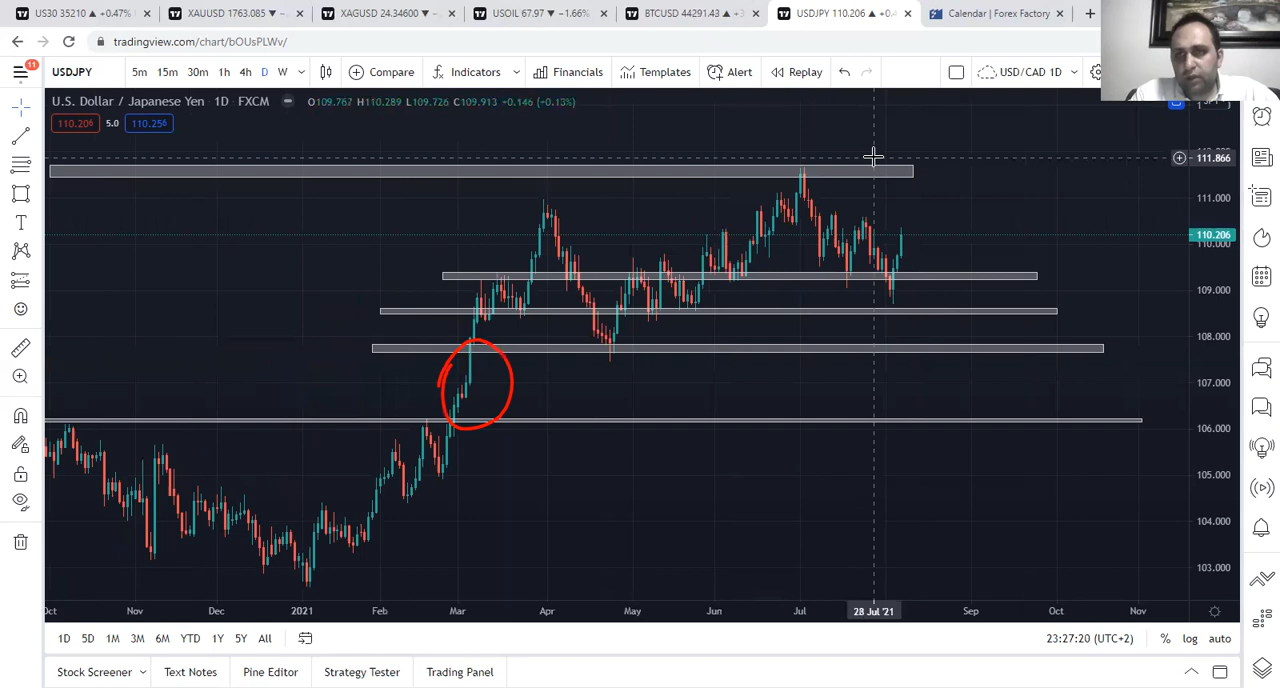 US30 35210 ▲ +0.47%
XAUUSD 1763.085 ▼
XAGUSD 24.34600 ▼
USOIL 67.97 ▼ −1.66%
BTCUSD 44291.43 ▲
USDJPY 110.206 ▲
Calendar | Forex Factory
tradingview.com/chart/bOUsPLWv/
11
USDJPY
5m 15m 30m 1h 4h D W
Compare
Indicators
Financials
Templates
Alert
Replay
USD/CAD 1D
U.S. Dollar / Japanese Yen · 1D · FXCM
O109.767 H110.289 L109.726 C109.913 +0.146 (+0.13%)
110.206 5.0 110.256
111.866
111.000
110.206
110.000
109.000
108.000
107.000
106.000
105.000
104.000
103.000
Oct Nov Dec 2021 Feb Mar Apr May Jun Jul 28 Jul '21 Sep Oct Nov
1D 5D 1M 3M 6M YTD 1Y 5Y All
23:27:20 (UTC+2) % log auto
Stock Screener Text Notes Pine Editor Strategy Tester Trading Panel